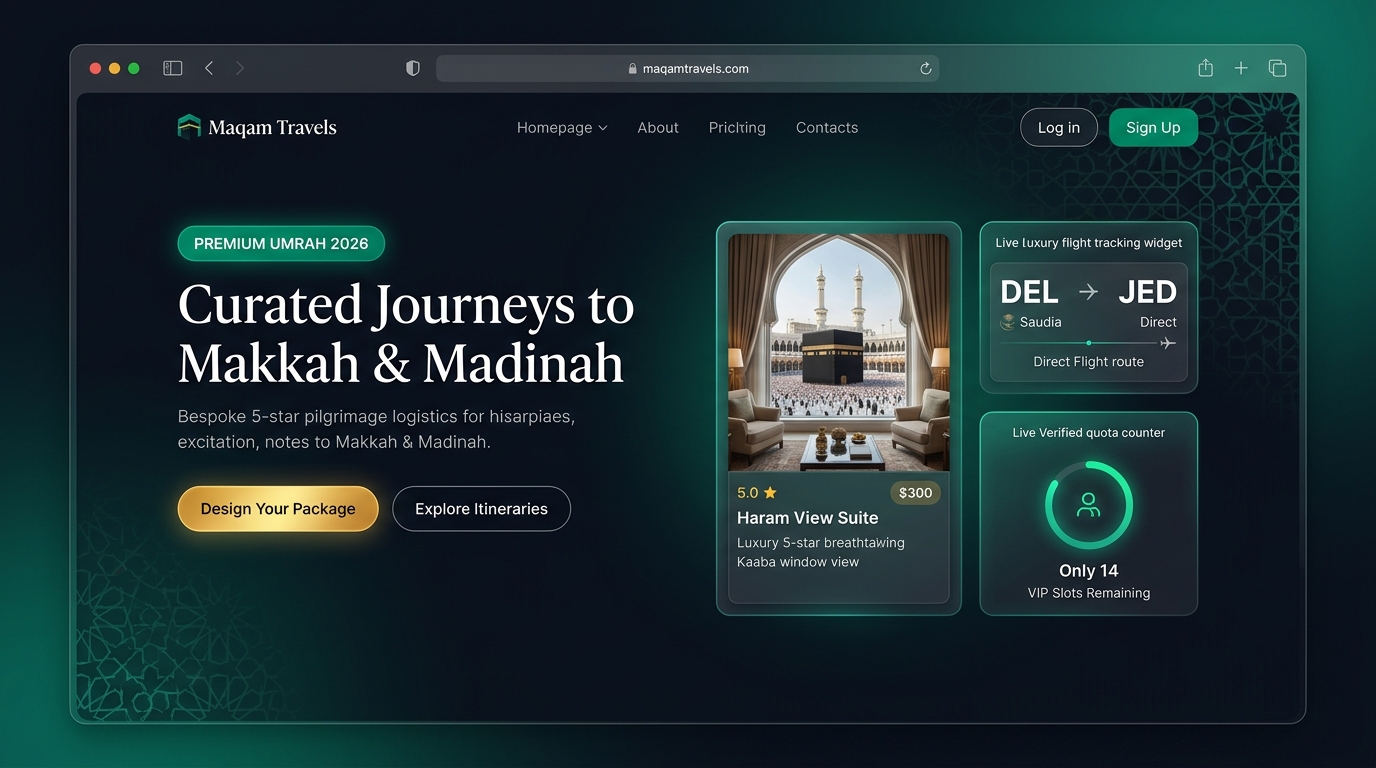 maqamtravels.com
Maqam Travels
Homepage
About
Priclting
Contacts
Log in
Sign Up
PREMIUM UMRAH 2026
Curated Journeys to
Makkah & Madinah
Bespoke 5-star pilgrimage logistics for hisarpiaes,
excitation, notes to Makkah & Madinah.
Design Your Package
Explore Itineraries
5.0
$300
Haram View Suite
Luxury 5-star breathtawing
Kaaba window view
Live luxury flight tracking widget
DEL
JED
Saudia
Direct
Direct Flight route
Live Verified quota counter
Only 14
VIP Slots Remaining